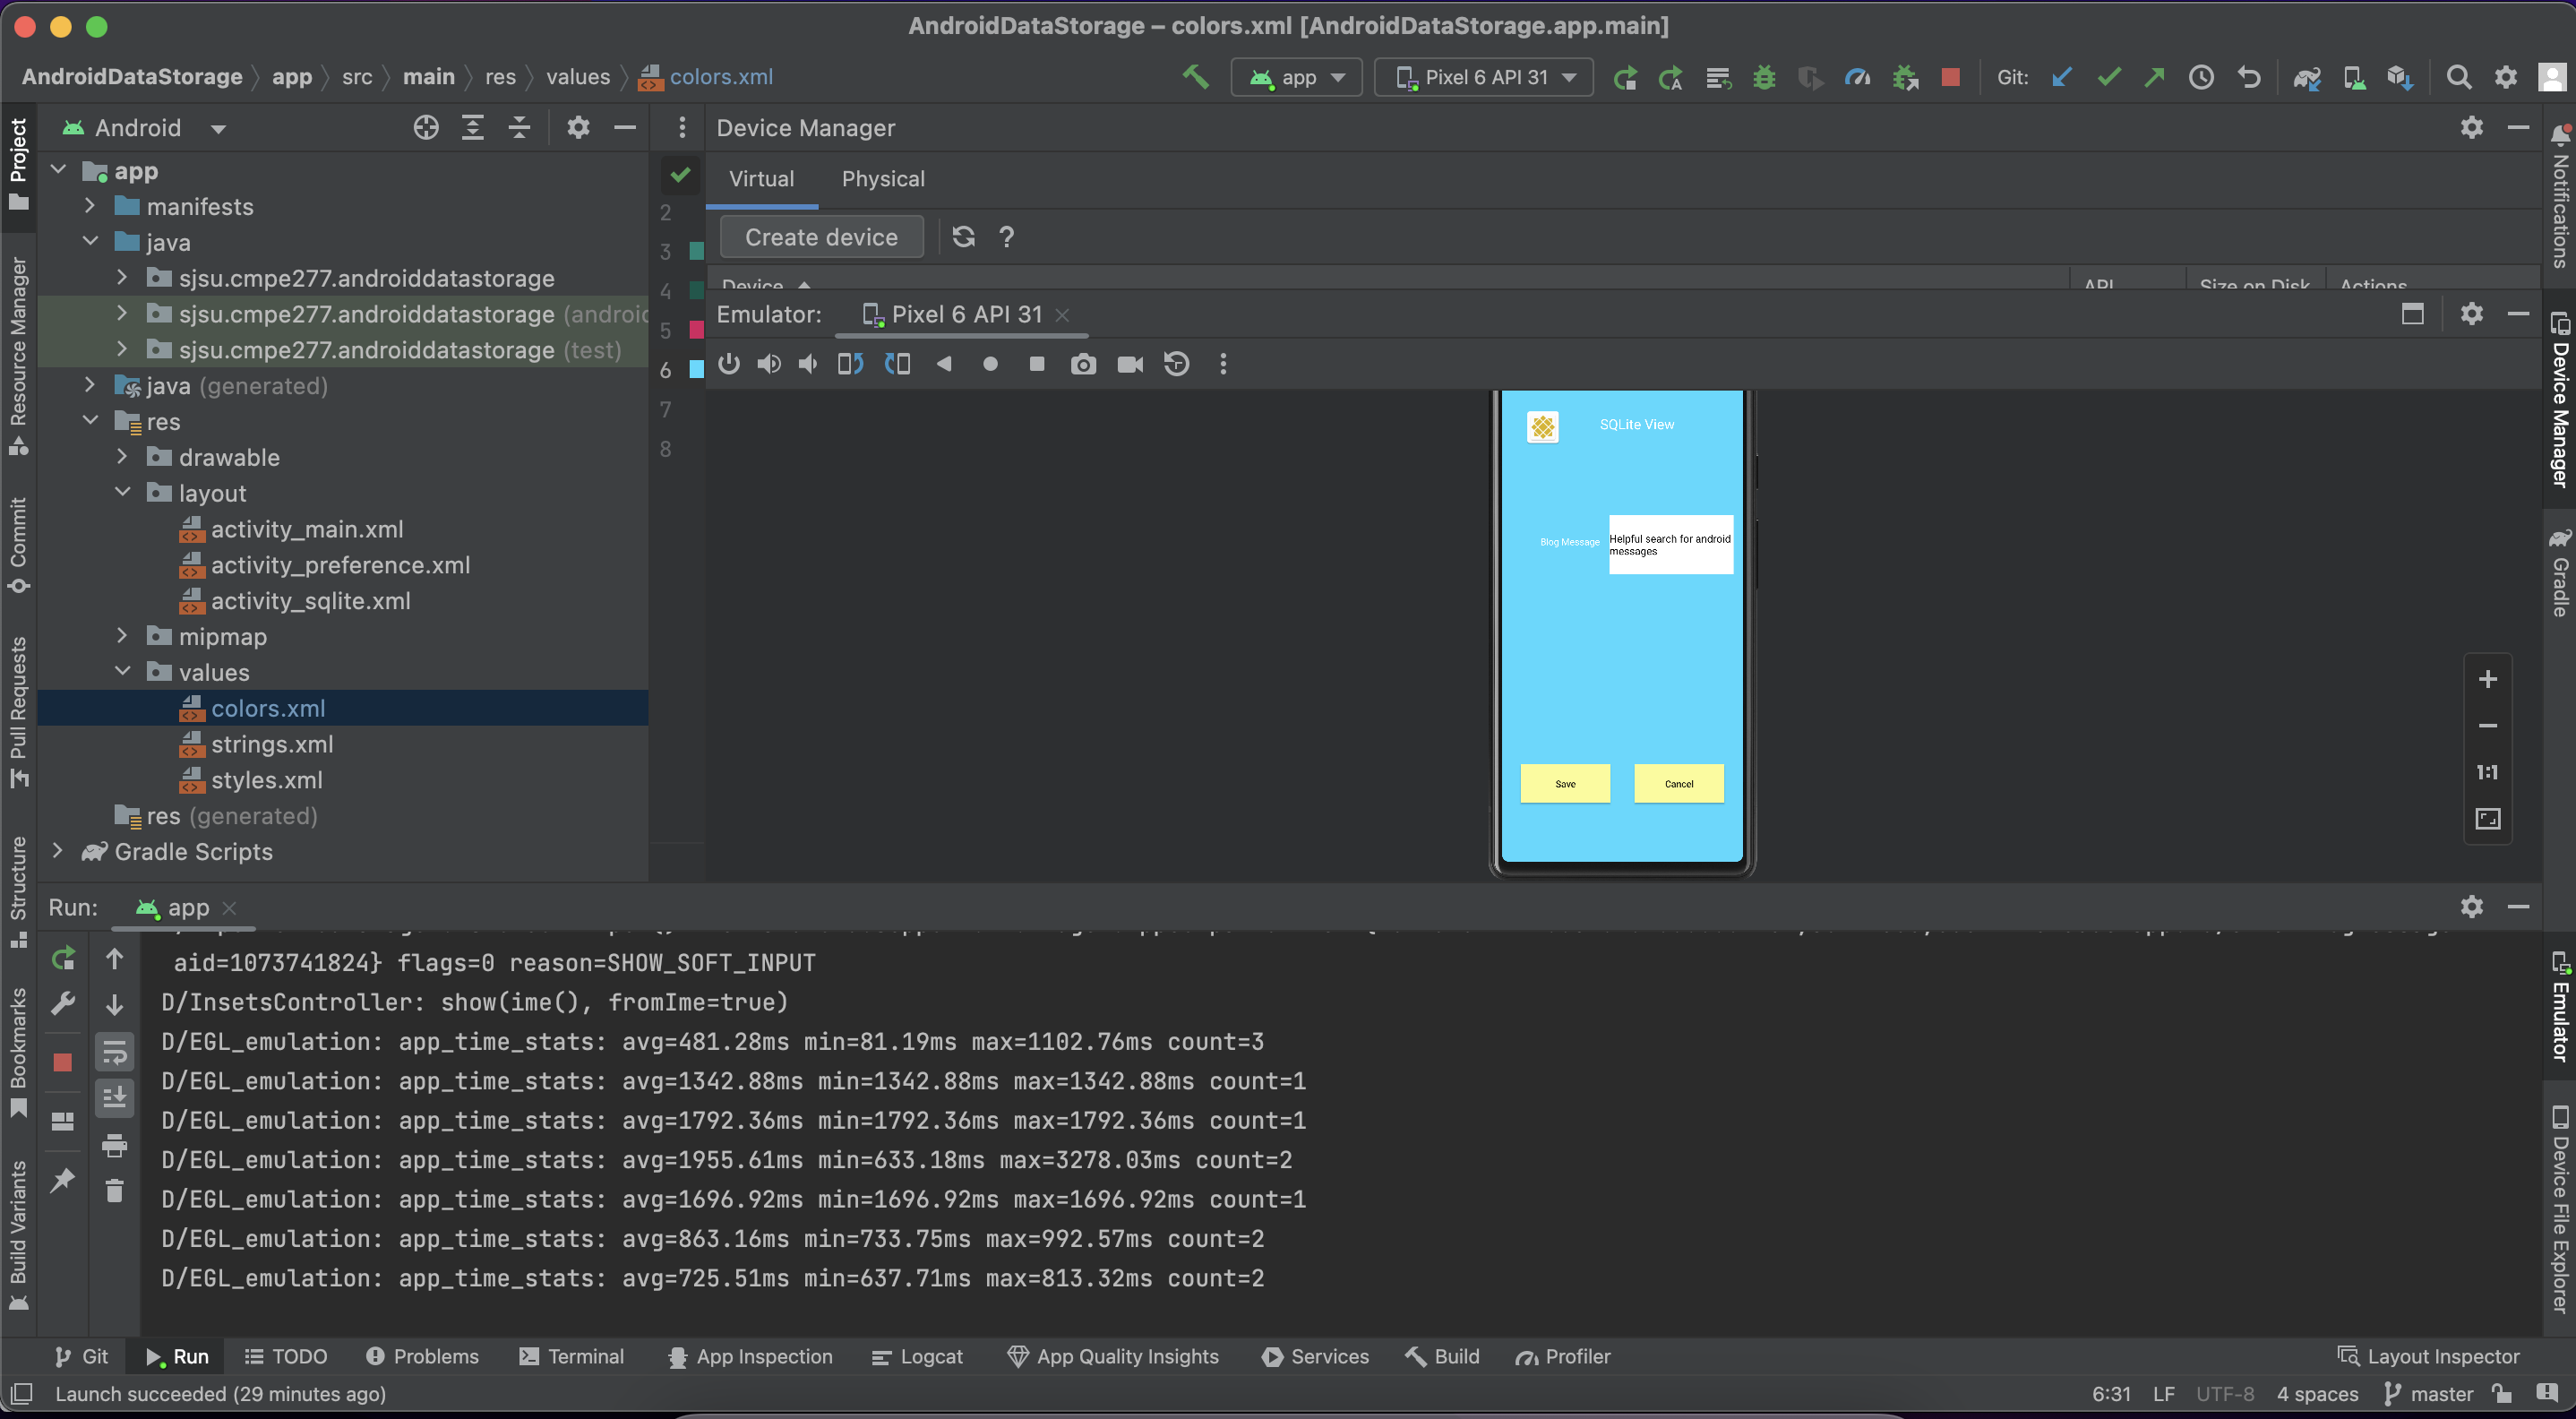 AndroidDataStorage – colors.xml [AndroidDataStorage.app.main]
AndroidDataStorage app src main res values colors.xml
app
Pixel 6 API 31
Git:
Project
Resource Manager
Commit
Pull Requests
Structure
Bookmarks
Build Variants
Android
app
manifests
java
sjsu.cmpe277.androiddatastorage
sjsu.cmpe277.androiddatastorage (android
sjsu.cmpe277.androiddatastorage (test)
java (generated)
res
drawable
layout
activity_main.xml
activity_preference.xml
activity_sqlite.xml
mipmap
values
colors.xml
strings.xml
styles.xml
res (generated)
Gradle Scripts
2
3
4
5
6
7
8
Device Manager
Virtual Physical
Create device
?
Device API Size on Disk Actions
Emulator: Pixel 6 API 31
SQLite View
Blog Message
Helpful search for android
messages
Save Cancel
1:1
Notifications
Device Manager
Gradle
Emulator
Device File Explorer
Run: app
aid=1073741824} flags=0 reason=SHOW_SOFT_INPUT
D/InsetsController: show(ime(), fromIme=true)
D/EGL_emulation: app_time_stats: avg=481.28ms min=81.19ms max=1102.76ms count=3
D/EGL_emulation: app_time_stats: avg=1342.88ms min=1342.88ms max=1342.88ms count=1
D/EGL_emulation: app_time_stats: avg=1792.36ms min=1792.36ms max=1792.36ms count=1
D/EGL_emulation: app_time_stats: avg=1955.61ms min=633.18ms max=3278.03ms count=2
D/EGL_emulation: app_time_stats: avg=1696.92ms min=1696.92ms max=1696.92ms count=1
D/EGL_emulation: app_time_stats: avg=863.16ms min=733.75ms max=992.57ms count=2
D/EGL_emulation: app_time_stats: avg=725.51ms min=637.71ms max=813.32ms count=2
Git Run TODO Problems Terminal App Inspection Logcat App Quality Insights Services Build Profiler Layout Inspector
Launch succeeded (29 minutes ago) 6:31 LF UTF-8 4 spaces master